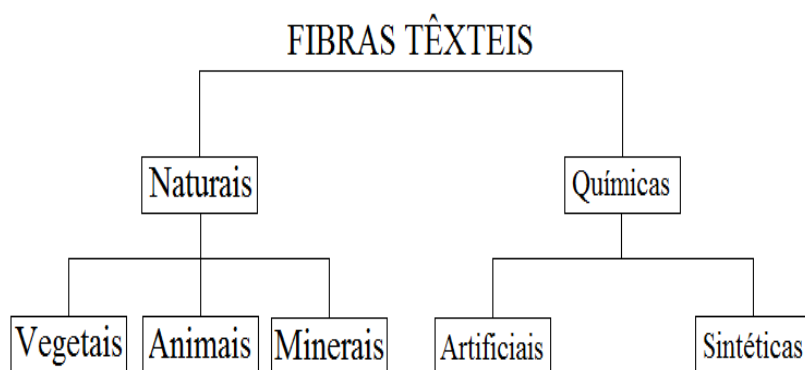 FIBRAS TÊXTEIS
Naturais
Químicas
Vegetais
Animais
Minerais
Artificiais
Sintéticas